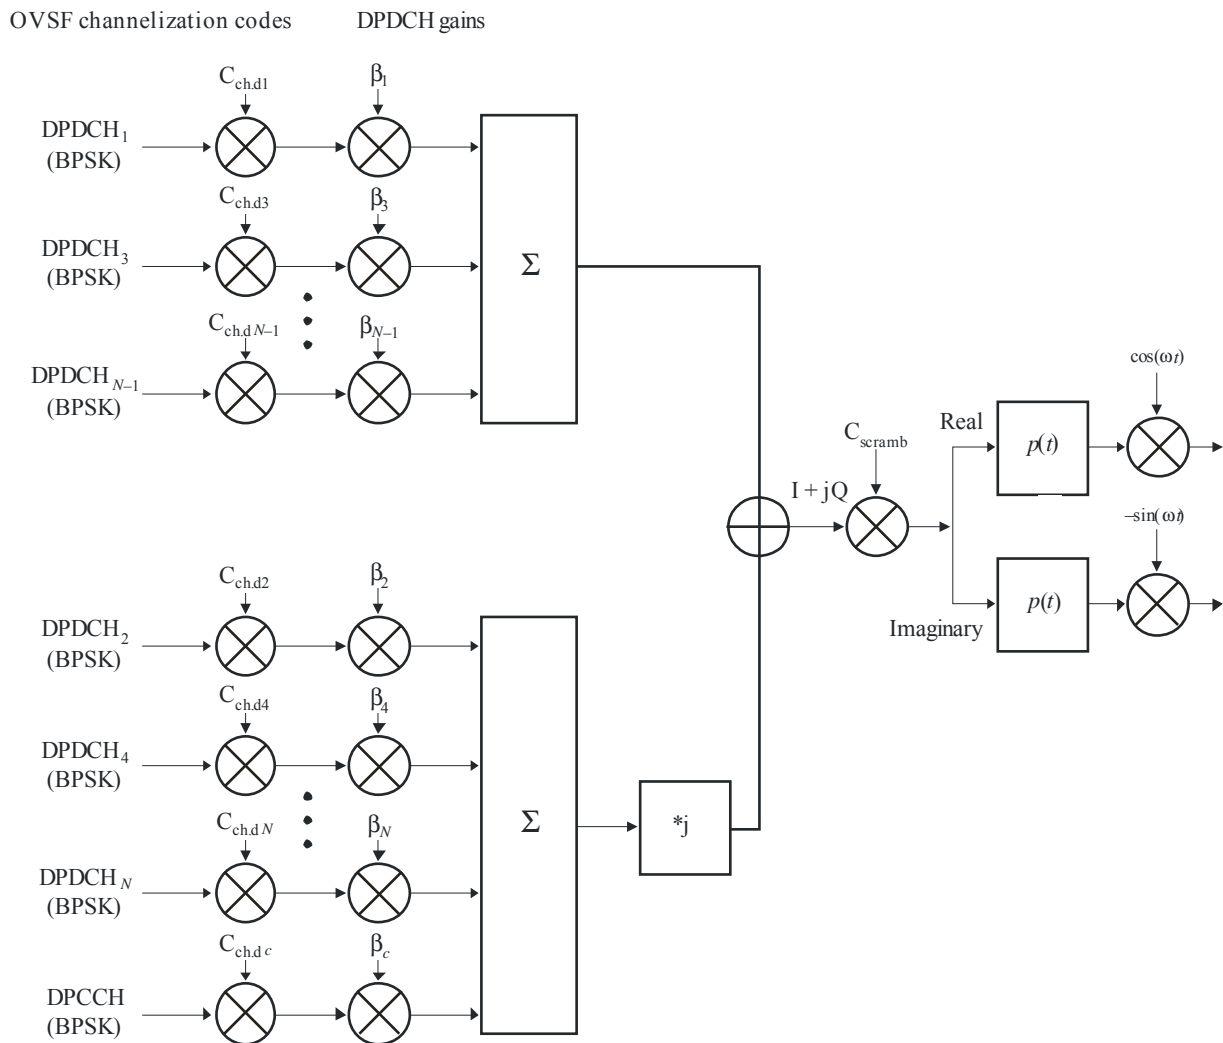 OVSF channelization codes DPDCH gains
C_ch.d1 β_1
DPDCH_1
(BPSK)
C_ch.d3 β_3
DPDCH_3
(BPSK)
Σ
C_ch.d N–1 β_N–1
DPDCH_N–1
(BPSK)
cos(ωt)
C_scramb
Real
p(t)
I + jQ
–sin(ωt)
Imaginary
p(t)
C_ch.d2 β_2
DPDCH_2
(BPSK)
C_ch.d4 β_4
DPDCH_4
(BPSK)
Σ
*j
C_ch.d N β_N
DPDCH_N
(BPSK)
C_ch.d c β_c
DPCCH
(BPSK)